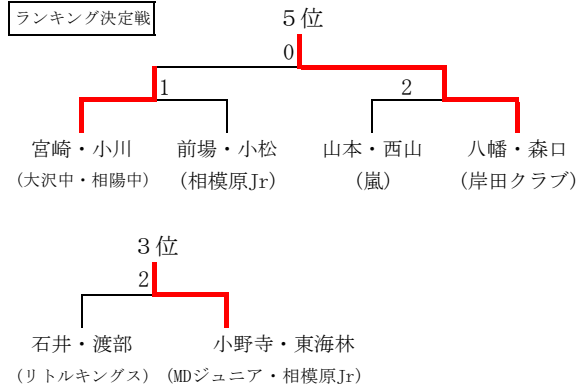 ランキング決定戦
５位
0
1
2
宮崎・小川 前場・小松 山本・西山 八幡・森口
(大沢中・相陽中) (相模原Jr) (嵐) (岸田クラブ)
３位
2
石井・渡部 小野寺・東海林
(リトルキングス) (MDジュニア・相模原Jr)